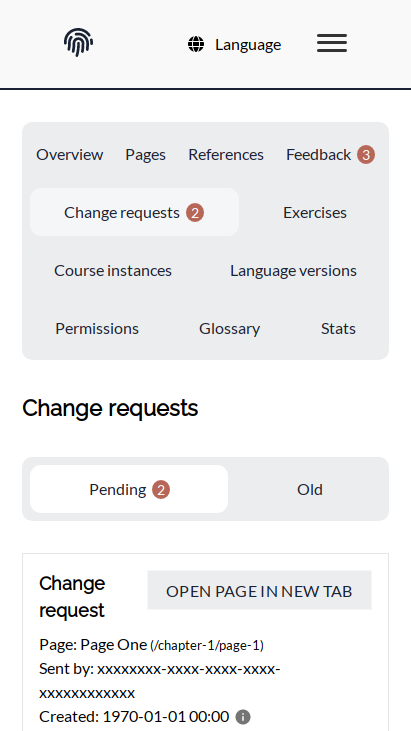 Language
Overview Pages References Feedback 3
Change requests 2 Exercises
Course instances Language versions
Permissions Glossary Stats
Change requests
Pending 2 Old
Change request OPEN PAGE IN NEW TAB
Page: Page One (/chapter-1/page-1)
Sent by: xxxxxxxx-xxxx-xxxx-xxxx-
xxxxxxxxxxxx
Created: 1970-01-01 00:00